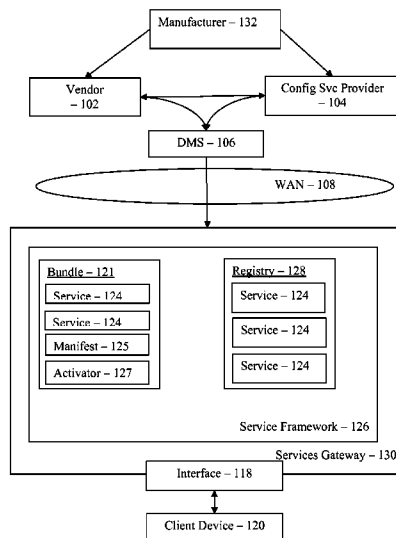 Manufacturer – 132
Vendor
– 102
Config Svc Provider
– 104
DMS – 106
WAN – 108
Bundle – 121
Service – 124
Service – 124
Manifest – 125
Activator – 127
Registry – 128
Service – 124
Service – 124
Service – 124
Service Framework – 126
Services Gateway – 130
Interface – 118
Client Device – 120